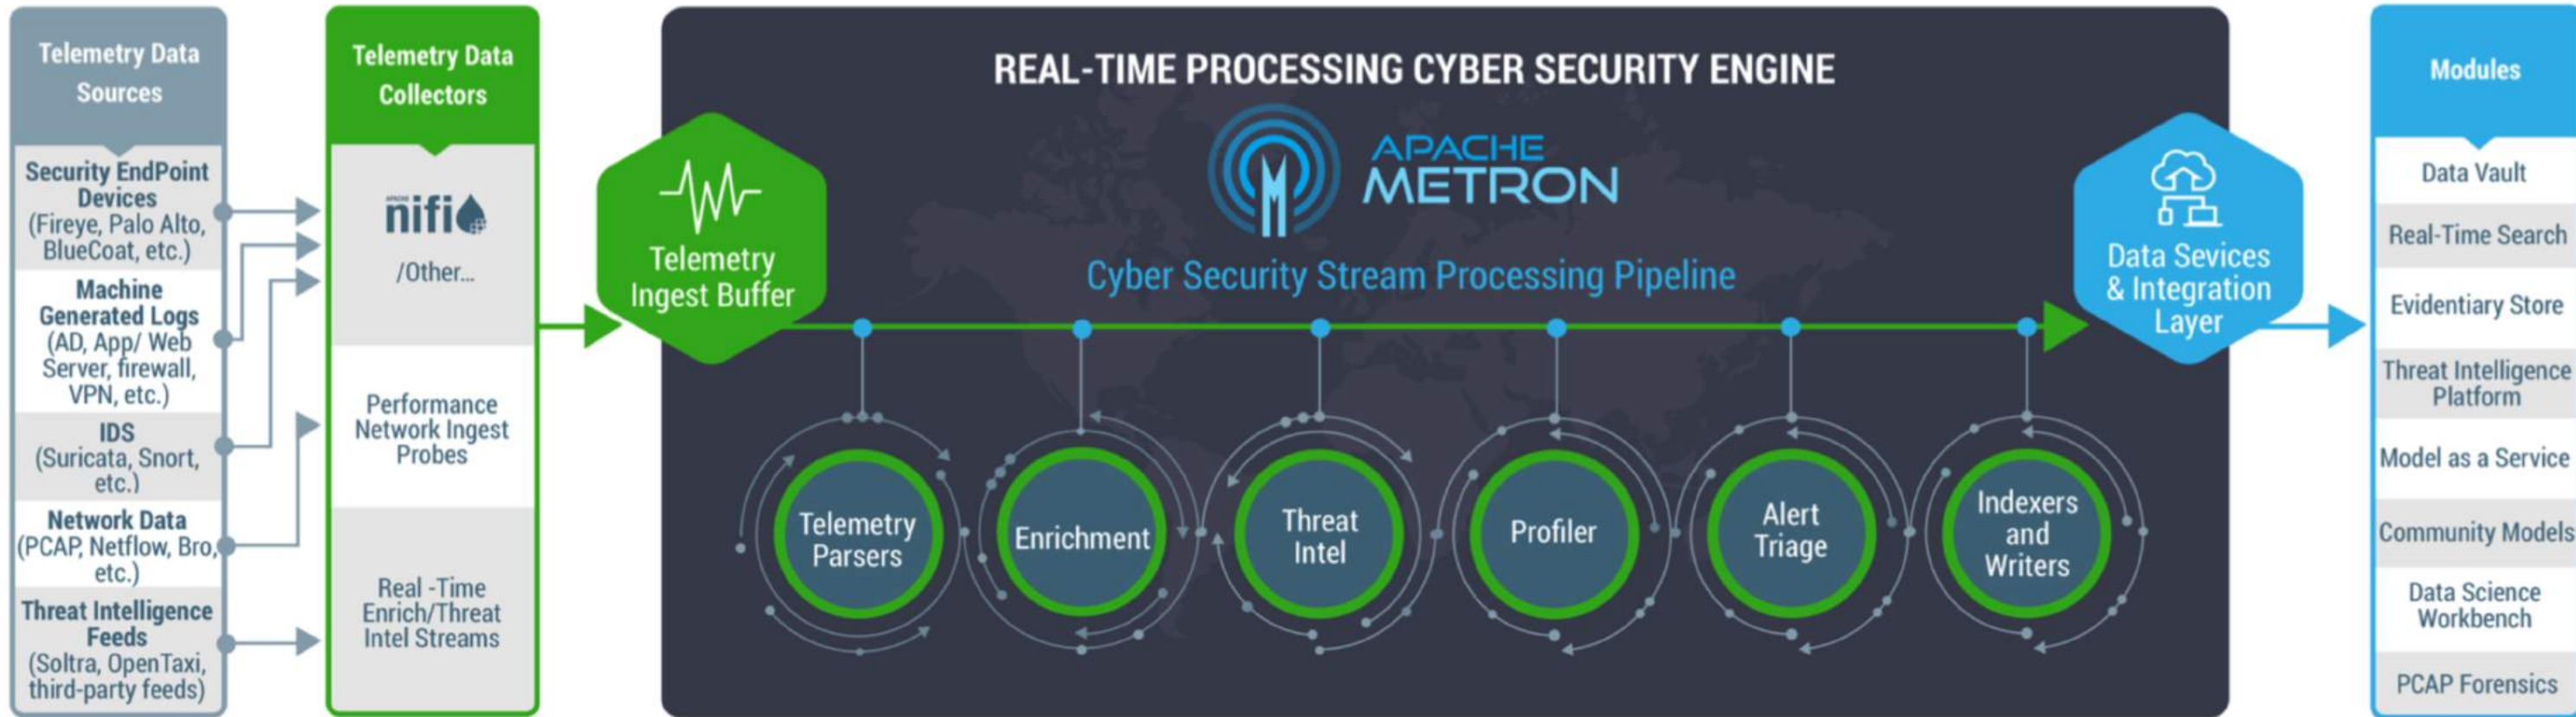 Telemetry Data
Sources
Security EndPoint
Devices
(Fireye, Palo Alto,
BlueCoat, etc.)
Machine
Generated Logs
(AD, App/ Web
Server, firewall,
VPN, etc.)
IDS
(Suricata, Snort,
etc.)
Network Data
(PCAP, Netflow, Bro,
etc.)
Threat Intelligence
Feeds
(Soltra, OpenTaxi,
third-party feeds)
Telemetry Data
Collectors
APACHE
nifi
/Other...
Performance
Network Ingest
Probes
Real -Time
Enrich/Threat
Intel Streams
Telemetry
Ingest Buffer
REAL-TIME PROCESSING CYBER SECURITY ENGINE
APACHE
METRON
Cyber Security Stream Processing Pipeline
Telemetry
Parsers
Enrichment
Threat
Intel
Profiler
Alert
Triage
Indexers
and
Writers
Data Sevices
& Integration
Layer
Modules
Data Vault
Real-Time Search
Evidentiary Store
Threat Intelligence
Platform
Model as a Service
Community Models
Data Science
Workbench
PCAP Forensics